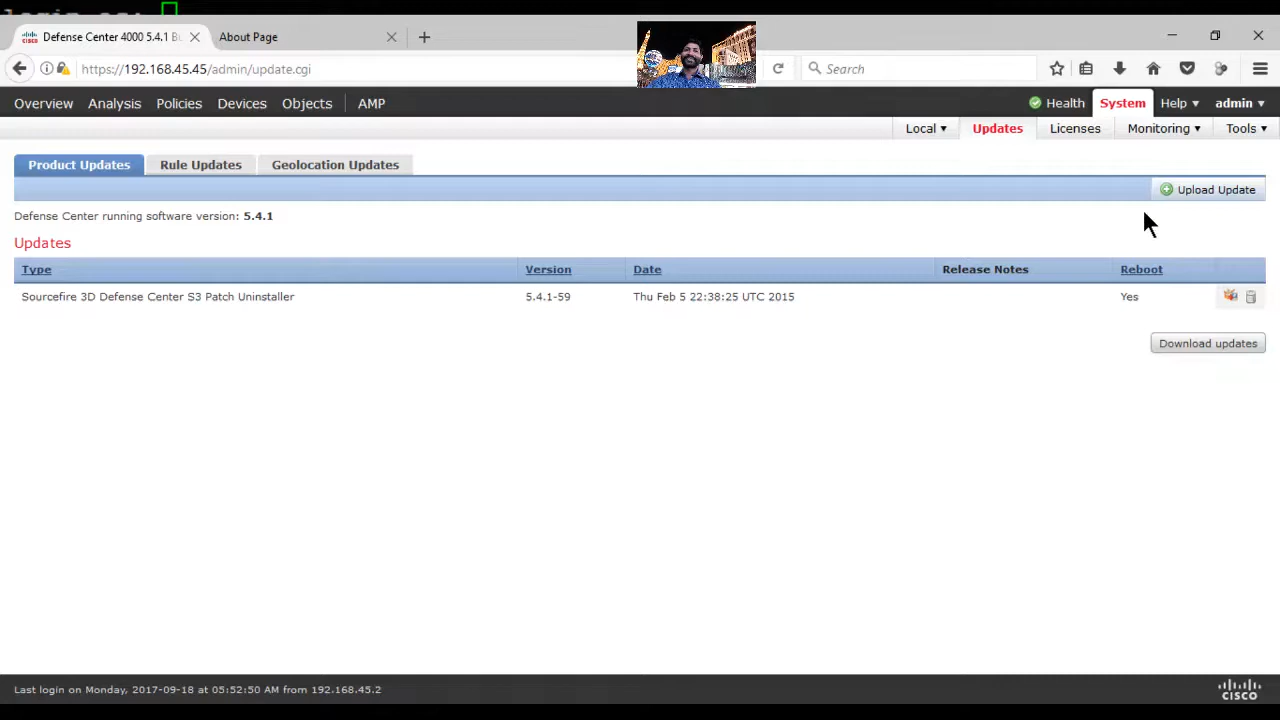 login as:
Defense Center 4000 5.4.1 Bu
About Page
https://192.168.45.45/admin/update.cgi
Search
Overview Analysis Policies Devices Objects AMP Health System Help admin
Local Updates Licenses Monitoring Tools
Product Updates Rule Updates Geolocation Updates
Upload Update
Defense Center running software version: 5.4.1
Updates
Type Version Date Release Notes Reboot
Sourcefire 3D Defense Center S3 Patch Uninstaller 5.4.1-59 Thu Feb 5 22:38:25 UTC 2015 Yes
Download updates
Last login on Monday, 2017-09-18 at 05:52:50 AM from 192.168.45.2
CISCO